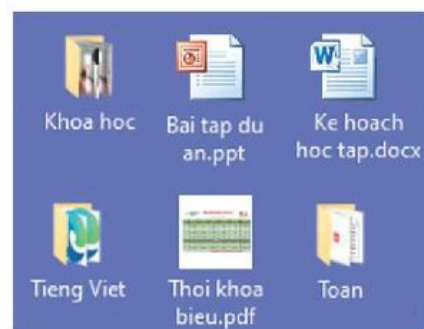 Khoa hoc
Bai tap du
an.ppt
Ke hoach
hoc tap.docx
Tieng Viet
Thoi khoa
bieu.pdf
Toan